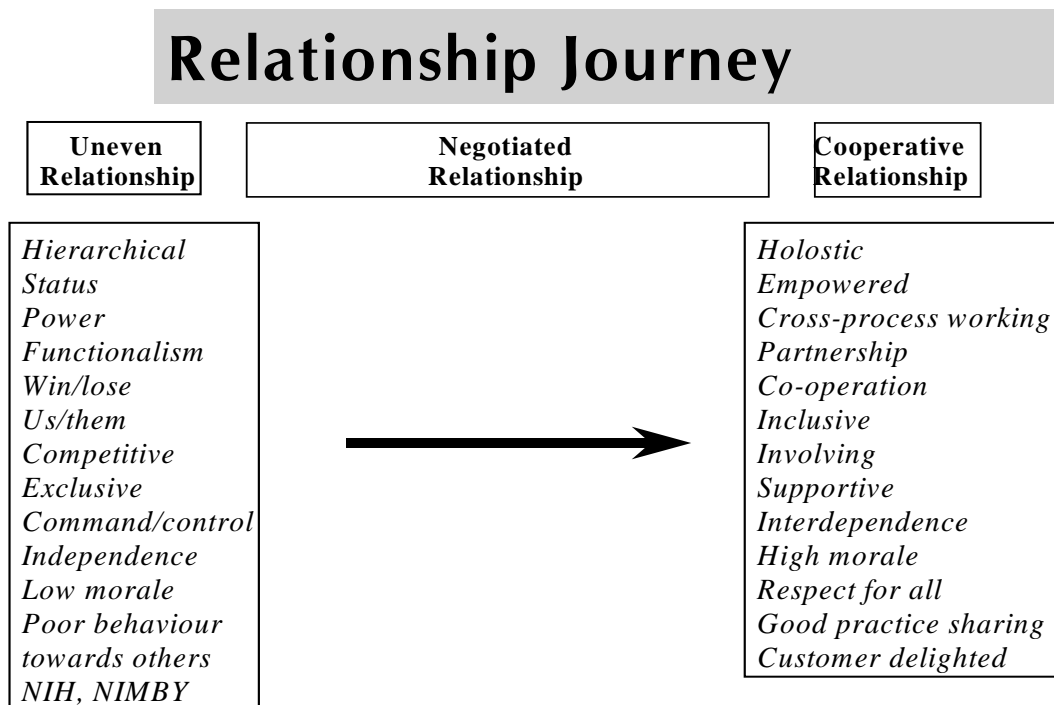 Relationship Journey
Uneven
Relationship
Negotiated
Relationship
Cooperative
Relationship
Hierarchical
Status
Power
Functionalism
Win/lose
Us/them
Competitive
Exclusive
Command/control
Independence
Low morale
Poor behaviour
towards others
NIH, NIMBY
Holostic
Empowered
Cross-process working
Partnership
Co-operation
Inclusive
Involving
Supportive
Interdependence
High morale
Respect for all
Good practice sharing
Customer delighted